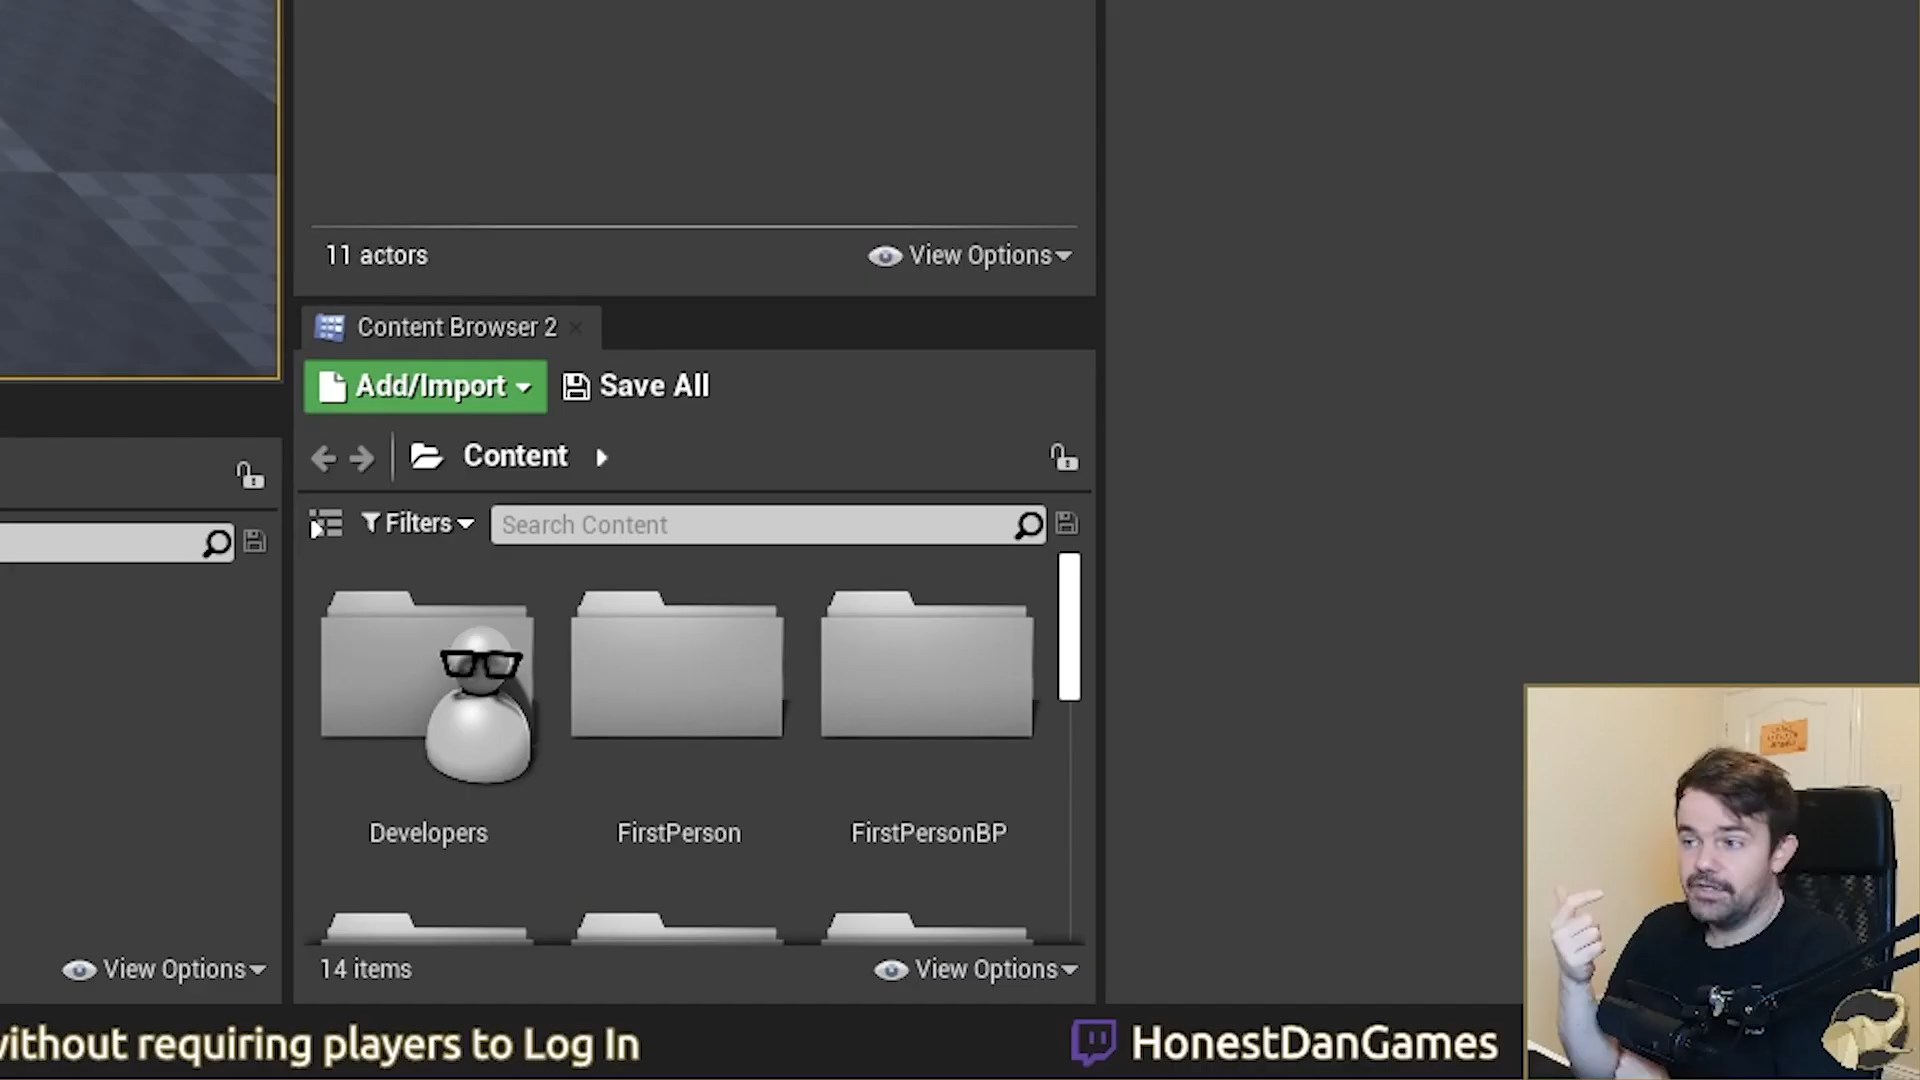 11 actors
View Options
Content Browser 2
Add/Import
Save All
Content
Filters
Search Content
Developers
FirstPerson
FirstPersonBP
View Options
14 items
View Options
without requiring players to Log In
HonestDanGames